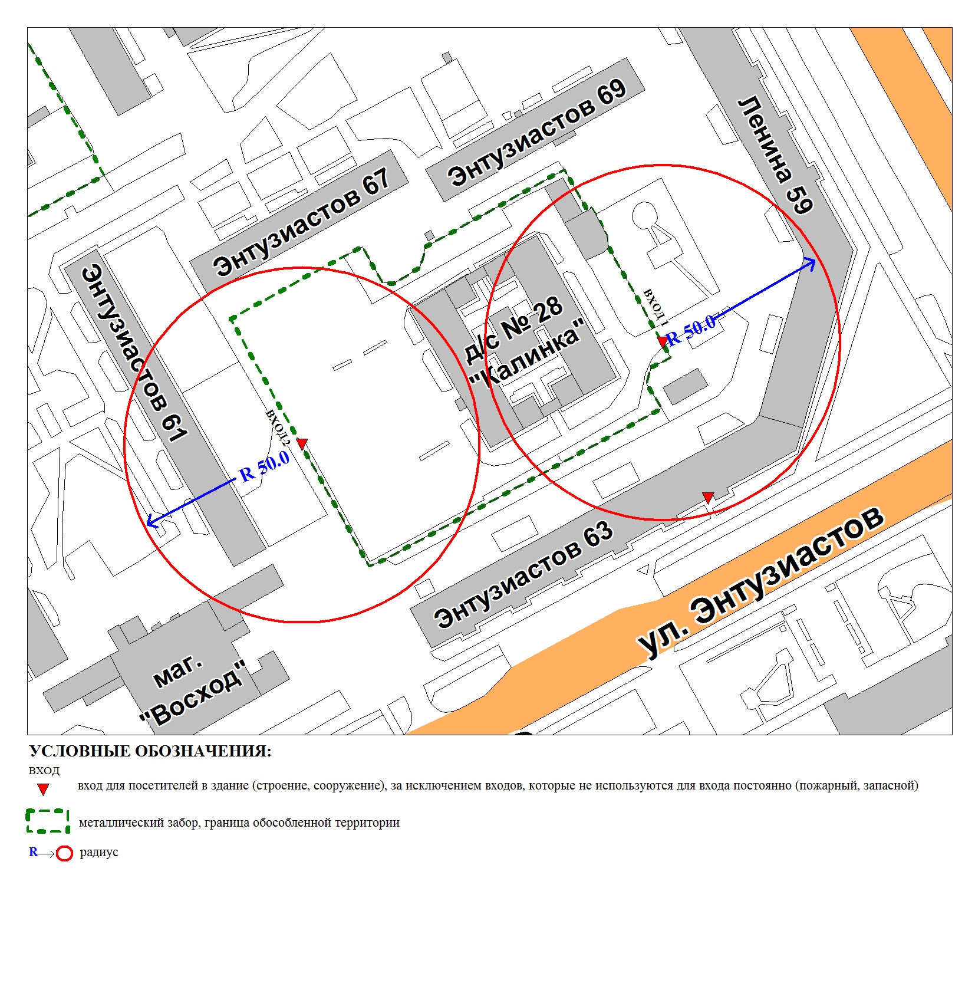 Энтузиастов 69
Ленина 59
Энтузиастов 67
Энтузиастов 61
д/с № 28
"Калинка"
ВХОД 1
R 50.0
ВХОД 2
R 50.0
Энтузиастов 63
ул. Энтузиастов
маг.
"Восход"
УСЛОВНЫЕ ОБОЗНАЧЕНИЯ:
ВХОД
вход для посетителей в здание (строение, сооружение), за исключением входов, которые не используются для входа постоянно (пожарный, запасной)
металлический забор, граница обособленной территории
R
радиус